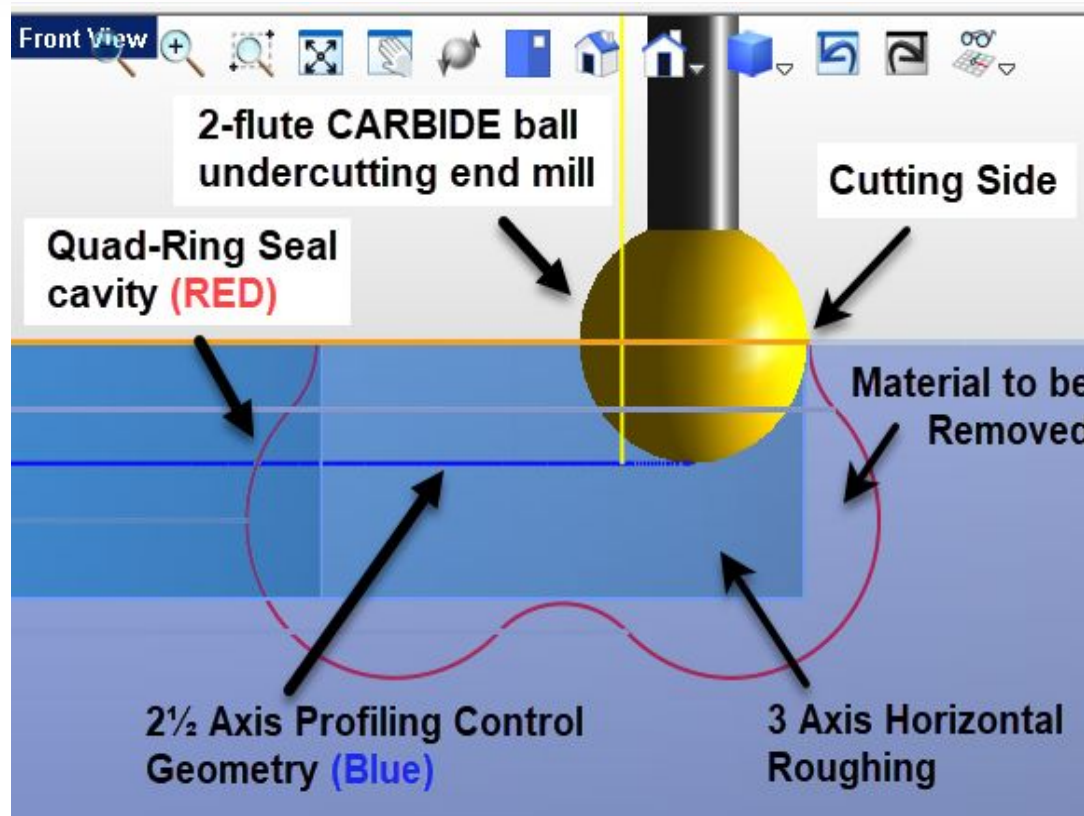 Front View
2-flute CARBIDE ball
undercutting end mill
Cutting Side
Quad-Ring Seal
cavity (RED)
Material to be
Removed
2½ Axis Profiling Control
Geometry (Blue)
3 Axis Horizontal
Roughing